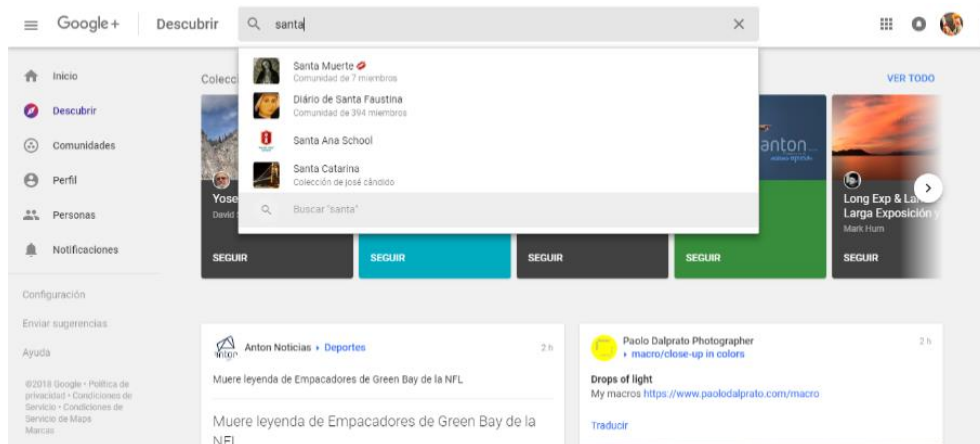 Google+
Descubrir
santa
Santa Muerte
Comunidad de 7 miembros
Diário de Santa Faustina
Comunidad de 394 miembros
Santa Ana School
Santa Catarina
Colección de josé cândido
Buscar "santa"
Inicio
Descubrir
Comunidades
Perfil
Personas
Notificaciones
Configuración
Enviar sugerencias
Ayuda
©2018 Google • Política de
privacidad • Condiciones de
Servicio • Condiciones de
Servicio de Maps
Marcas
VER TODO
anton
Long Exp &
Larga Exposición y
Mark Hum
David
SEGUIR
SEGUIR
SEGUIR
SEGUIR
SEGUIR
Anton Noticias ▸ Deportes
2 h
Muere leyenda de Empacadores de Green Bay de la NFL
Muere leyenda de Empacadores de Green Bay de la
NFL
Paolo Dalprato Photographer
▸ macro/close-up in colors
2 h
Drops of light
My macros https://www.paolodalprato.com/macro
Traducir